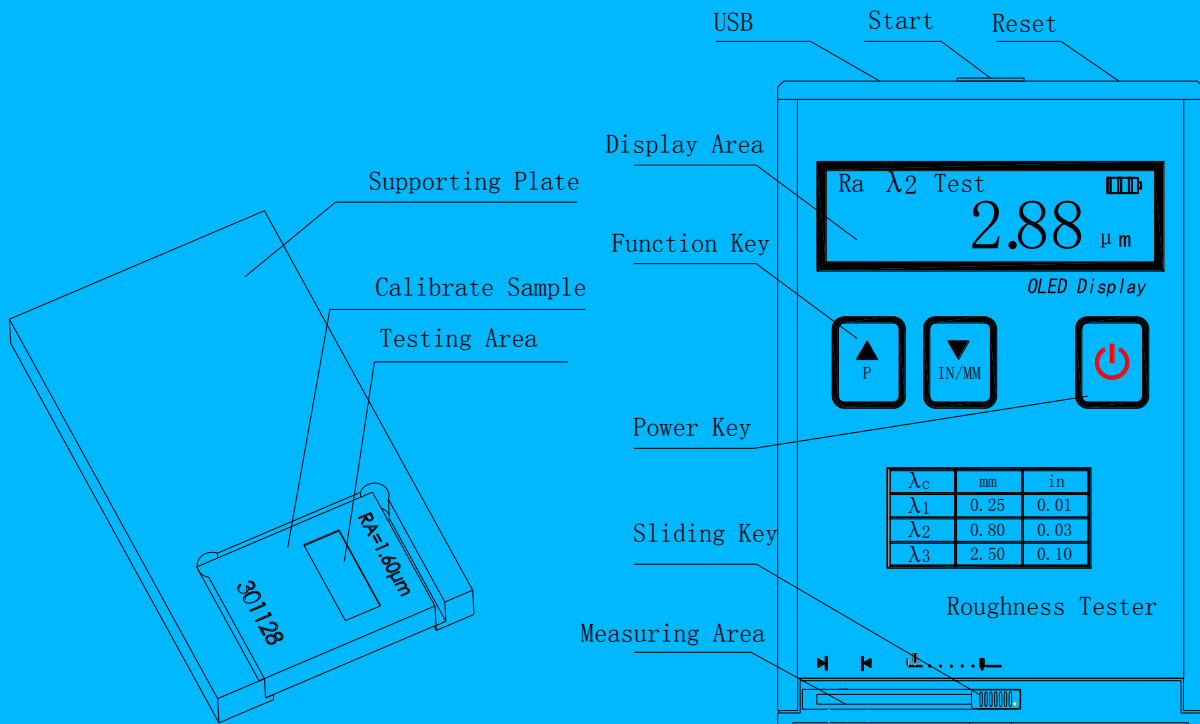 USB
Start
Reset
Display Area
Ra λ2 Test
2.88 μm
Supporting Plate
Function Key
OLED Display
Calibrate Sample
Testing Area
P
IN/MM
Power Key
λc mm in
λ1 0.25 0.01
λ2 0.80 0.03
λ3 2.50 0.10
Sliding Key
RA=1.60μm
301128
Roughness Tester
Measuring Area